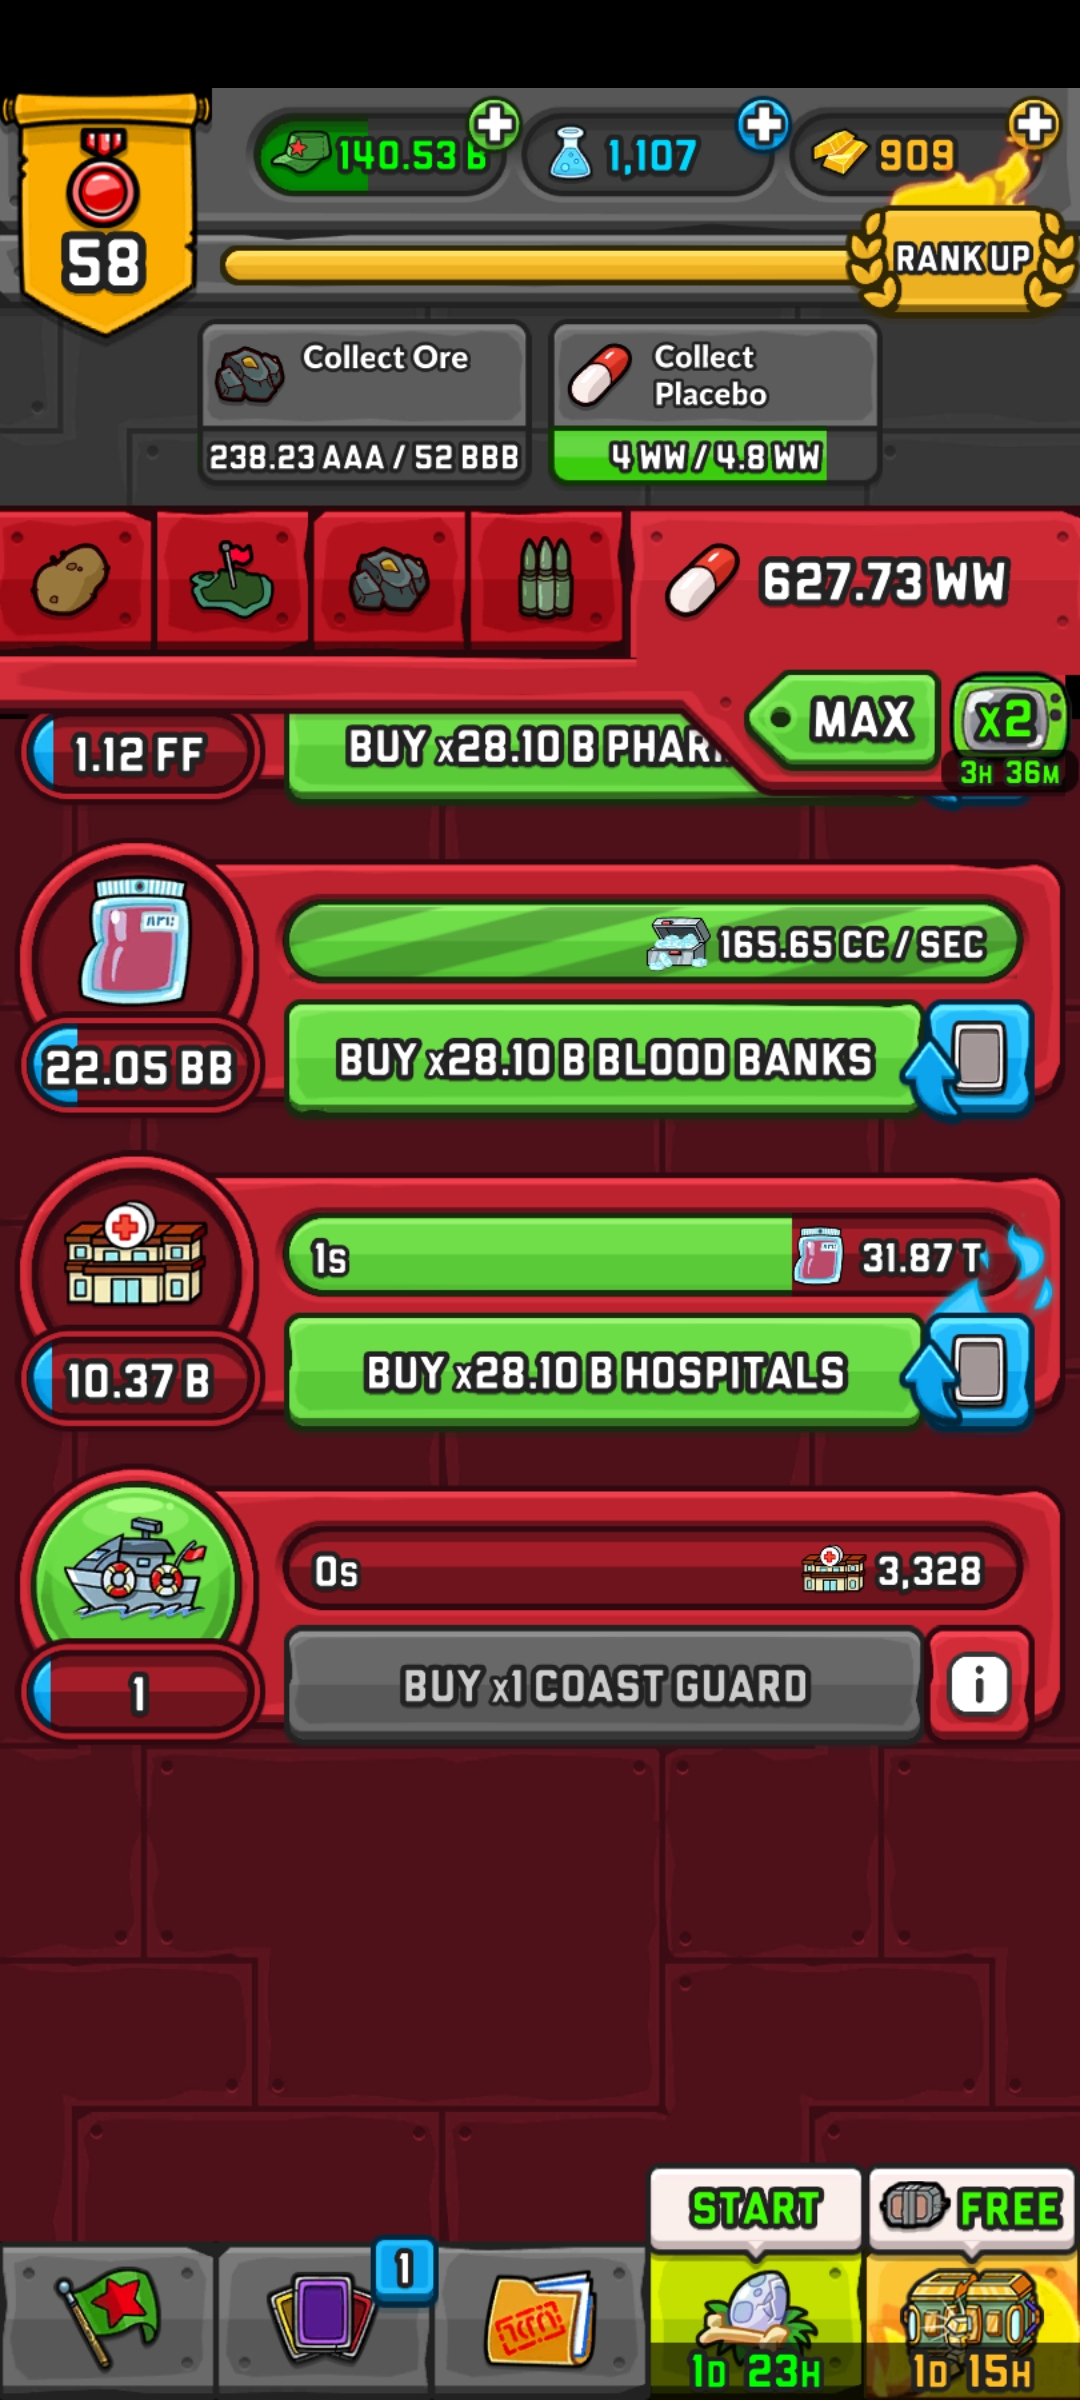 140.53 B
1,107
909
58
RANK UP
Collect Ore
238.23 AAA / 52 BBB
Collect
Placebo
4 WW / 4.8 WW
627.73 WW
MAX
x2
3H 36M
1.12 FF
BUY x28.10 B PHAR
165.65 CC / SEC
22.05 BB
BUY x28.10 B BLOOD BANKS
1s
31.87 T
10.37 B
BUY x28.10 B HOSPITALS
0s
3,328
1
BUY x1 COAST GUARD
i
START
FREE
1
1D 23H
1D 15H